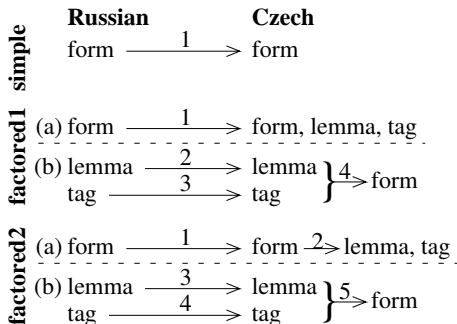 Russian Czech
simple
1
form form
factored1
1
(a) form form, lemma, tag
2
(b) lemma lemma
3 4
tag tag } form
factored2
1 2
(a) form form lemma, tag
3
(b) lemma lemma
4 5
tag tag } form